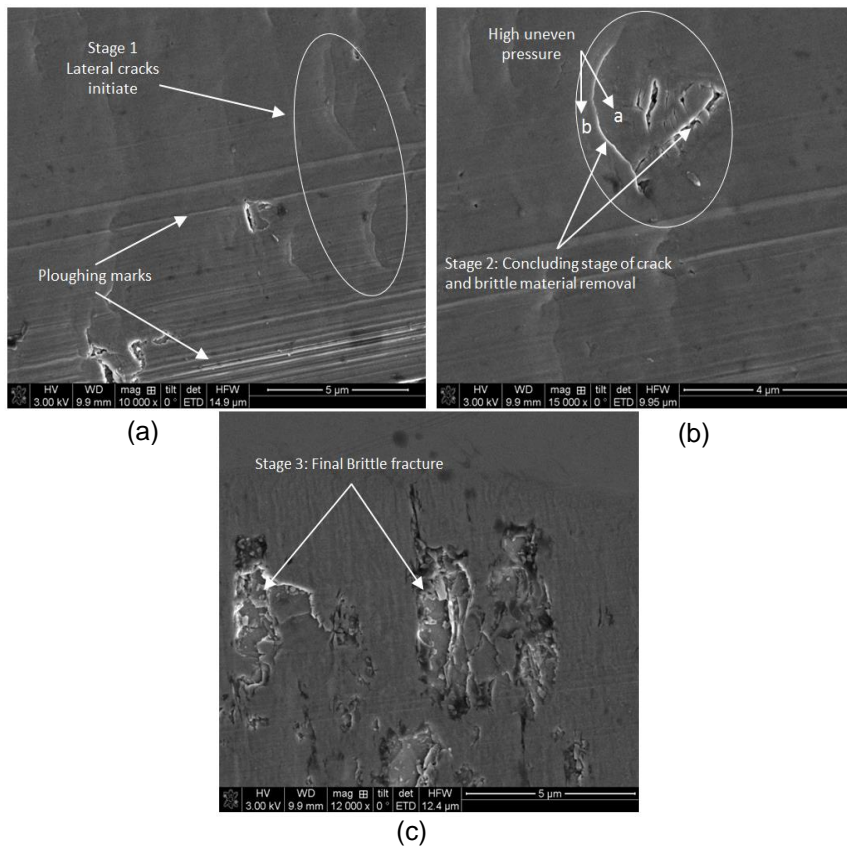 Stage 1
Lateral cracks
initiate
Ploughing marks
HV WD mag ⊞ tilt det HFW 5 µm
3.00 kV 9.9 mm 10 000 x 0 ° ETD 14.9 µm
(a)
High uneven
pressure
b a
Stage 2: Concluding stage of crack
and brittle material removal
HV WD mag ⊞ tilt det HFW 4 µm
3.00 kV 9.9 mm 15 000 x 0 ° ETD 9.95 µm
(b)
Stage 3: Final Brittle fracture
HV WD mag ⊞ tilt det HFW 5 µm
3.00 kV 9.9 mm 12 000 x 0 ° ETD 12.4 µm
(c)